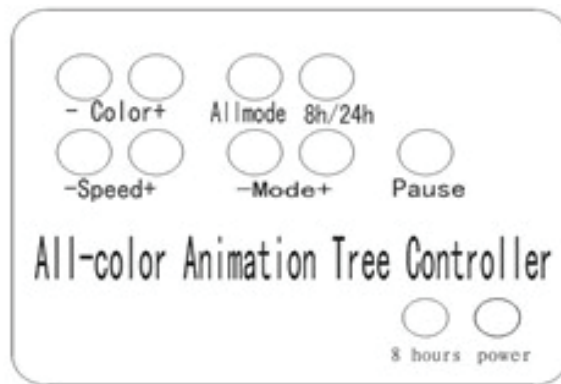 - Color+ Allmode 8h/24h
-Speed+ -Mode+ Pause
All-color Animation Tree Controller
8 hours power